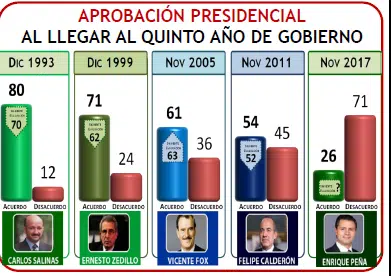 APROBACIÓN PRESIDENCIAL
AL LLEGAR AL QUINTO AÑO DE GOBIERNO
DIC 1993 DIC 1999 NOV 2005 NOV 2011 NOV 2017
80 12 71 24 61 36 54 45 26 71
70 62 63 52 ?
ACUERDO DESACUERDO ACUERDO DESACUERDO ACUERDO DESACUERDO ACUERDO DESACUERDO ACUERDO DESACUERDO
CARLOS SALINAS ERNESTO ZEDILLO VICENTE FOX FELIPE CALDERÓN ENRIQUE PEÑA